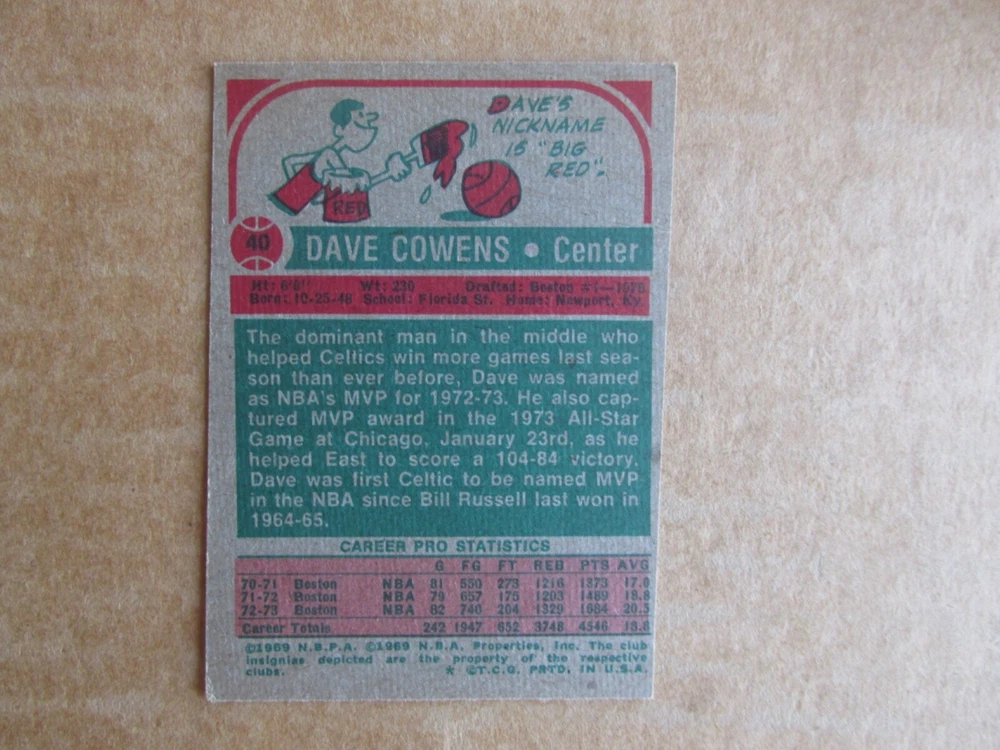 DAVE'S
NICKNAME
IS "BIG
RED".
RED
40
DAVE COWENS • Center
Ht: 6'8" Wt: 230 Drafted: Boston #1—1970
Born: 10-25-48 School: Florida St. Home: Newport, Ky.
The dominant man in the middle who
helped Celtics win more games last sea-
son than ever before, Dave was named
as NBA's MVP for 1972-73. He also cap-
tured MVP award in the 1973 All-Star
Game at Chicago, January 23rd, as he
helped East to score a 104-84 victory.
Dave was first Celtic to be named MVP
in the NBA since Bill Russell last won in
1964-65.
CAREER PRO STATISTICS
G FG FT REB PTS AVG
70-71 Boston NBA 81 550 273 1216 1373 17.0
71-72 Boston NBA 79 657 175 1203 1489 18.8
72-73 Boston NBA 82 740 204 1329 1684 20.5
Career Totals 242 1947 652 3748 4546 18.8
©1969 N.B.P.A. ©1969 N.B.A. Properties, Inc. The club
insignias depicted are the property of the respective
clubs. * ©T.C.G. PRTD. IN U.S.A.